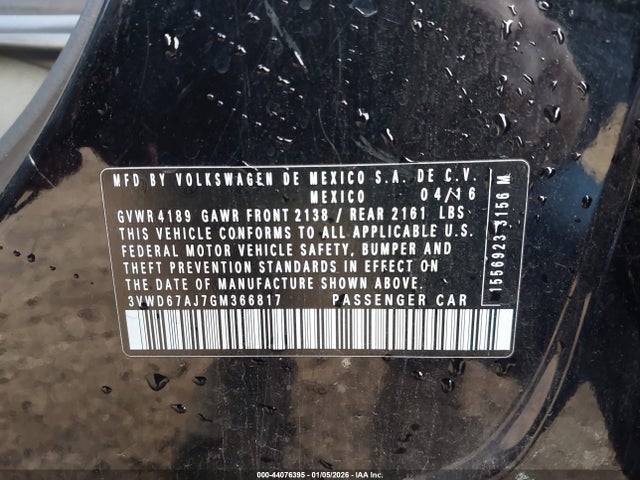 MFD BY VOLKSWAGEN DE MEXICO S.A. DE C.V.
MEXICO 04/16
GVWR 4189 GAWR FRONT 2138 / REAR 2161 LBS
THIS VEHICLE CONFORMS TO ALL APPLICABLE U.S.
FEDERAL MOTOR VEHICLE SAFETY, BUMPER AND
THEFT PREVENTION STANDARDS IN EFFECT ON
THE DATE OF MANUFACTURE SHOWN ABOVE.
3VWD67AJ7GM366817 PASSENGER CAR
1556923 3156 M
000-44076395 - 01/05/2026 - IAA Inc.